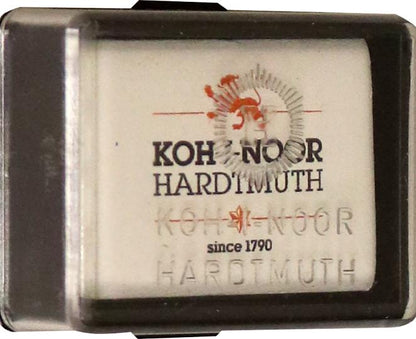 KOH-I-NOOR
HARDTMUTH
KOH-I-NOOR
since 1790
HARDTMUTH